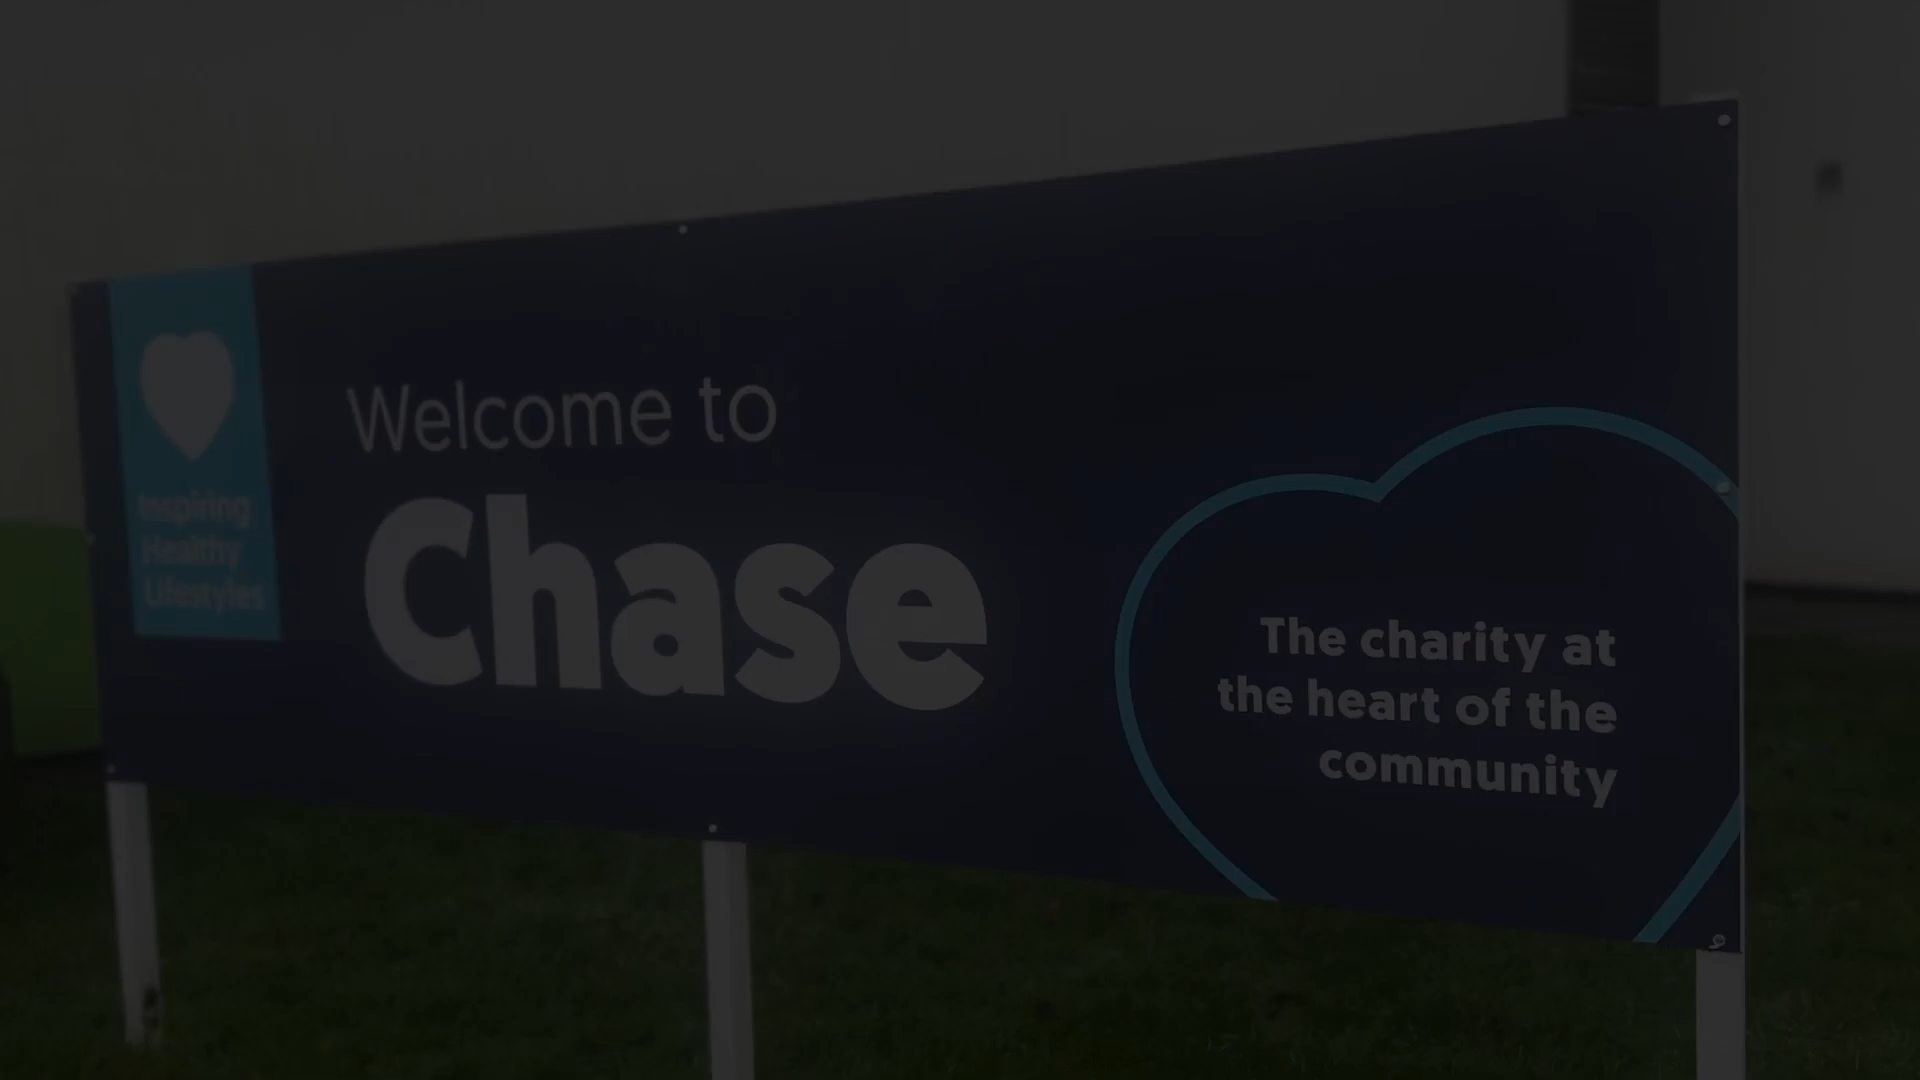 Inspiring
Healthy
Lifestyles
Welcome to
Chase
The charity at
the heart of the
community